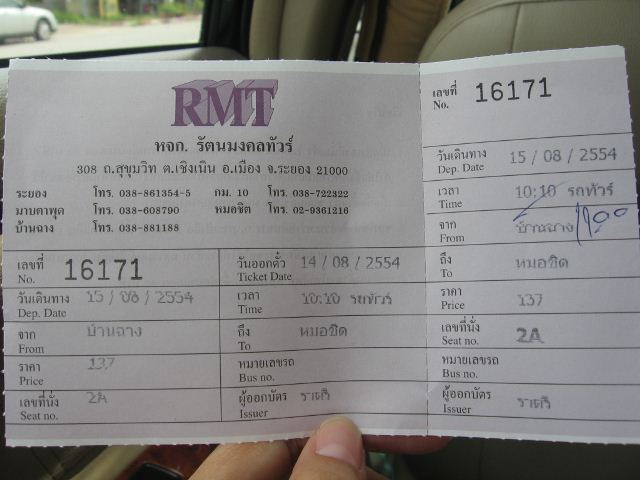 RMT
หจก. รัตนมงคลทัวร์
308 ถ.สุขุมวิท ต.เชิงเนิน อ.เมือง จ.ระยอง 21000
ระยอง โทร. 038-861354-5 กม. 10 โทร. 038-722322
มาบตาพุด โทร. 038-608790 หมอชิต โทร. 02-9361216
บ้านฉาง โทร. 038-881188
เลขที่ No. 16171 วันออกตั๋ว Ticket Date 14 / 08 / 2554
วันเดินทาง Dep. Date 15 / 08 / 2554 เวลา Time 10:10 รถทัวร์
จาก From บ้านฉาง ถึง To หมอชิต
ราคา Price 137 หมายเลขรถ Bus no.
เลขที่นั่ง Seat no. 2A ผู้ออกบัตร Issuer ราตรี
เลขที่ No. 16171
วันเดินทาง Dep. Date 15 / 08 / 2554
เวลา Time 10:10 รถทัวร์
จาก From บ้านฉาง
ถึง To หมอชิต
ราคา Price 137
เลขที่นั่ง Seat no. 2A
หมายเลขรถ Bus no.
ผู้ออกบัตร Issuer ราตรี